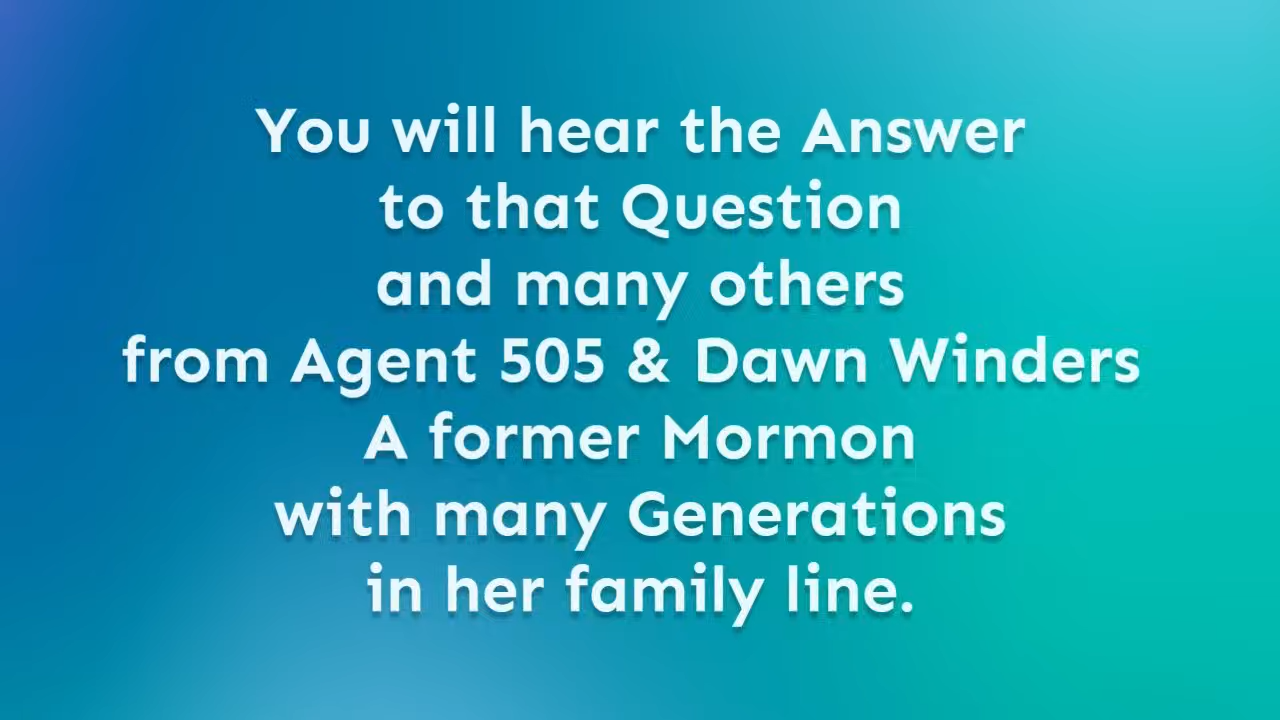 You will hear the Answer
to that Question
and many others
from Agent 505 & Dawn Winders
A former Mormon
with many Generations
in her family line.